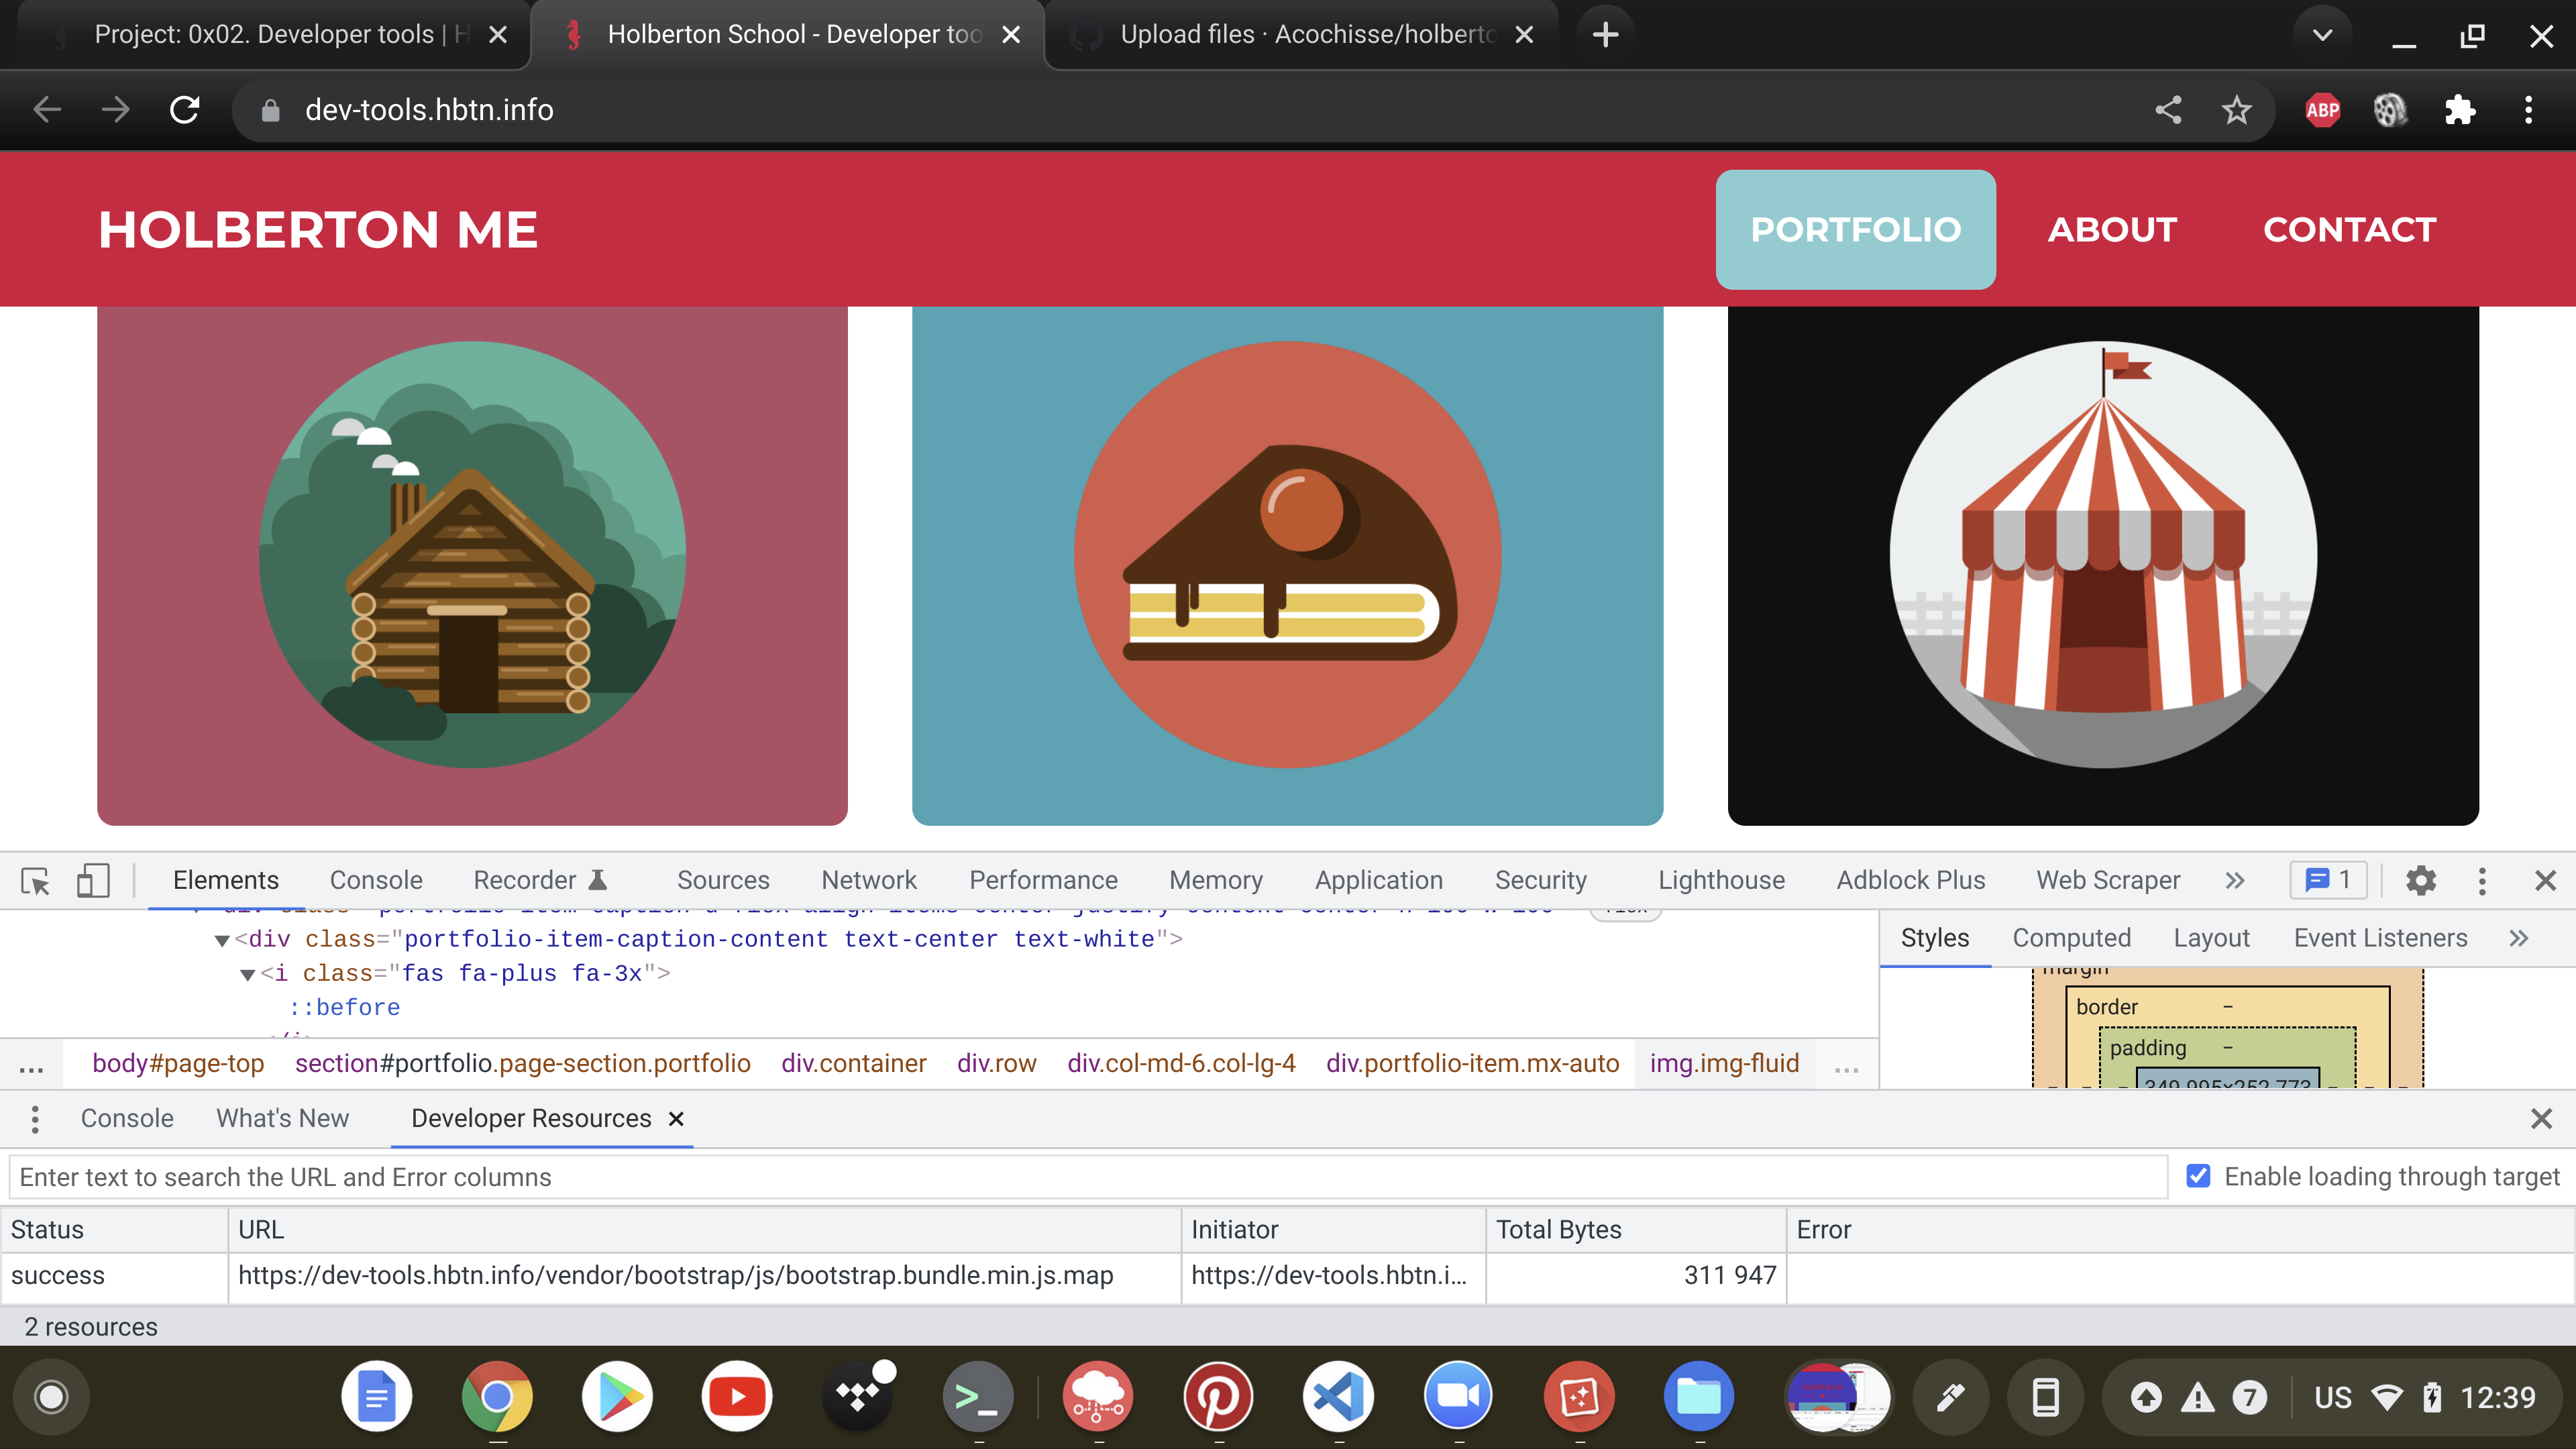 Project: 0x02. Developer tools | H
Holberton School - Developer too
Upload files · Acochisse/holberto
dev-tools.hbtn.info
ABP
HOLBERTON ME
PORTFOLIO
ABOUT
CONTACT
Elements
Console
Recorder
Sources
Network
Performance
Memory
Application
Security
Lighthouse
Adblock Plus
Web Scraper
1
<div class="portfolio-item-caption-content text-center text-white">
<i class="fas fa-plus fa-3x">
::before
Styles
Computed
Layout
Event Listeners
margin
border –
padding –
349.995×252.773
... body#page-top section#portfolio.page-section.portfolio div.container div.row div.col-md-6.col-lg-4 div.portfolio-item.mx-auto img.img-fluid ...
Console
What's New
Developer Resources
Enter text to search the URL and Error columns
Enable loading through target
Status URL Initiator Total Bytes Error
success https://dev-tools.hbtn.info/vendor/bootstrap/js/bootstrap.bundle.min.js.map https://dev-tools.hbtn.i... 311 947
2 resources
7
US
12:39